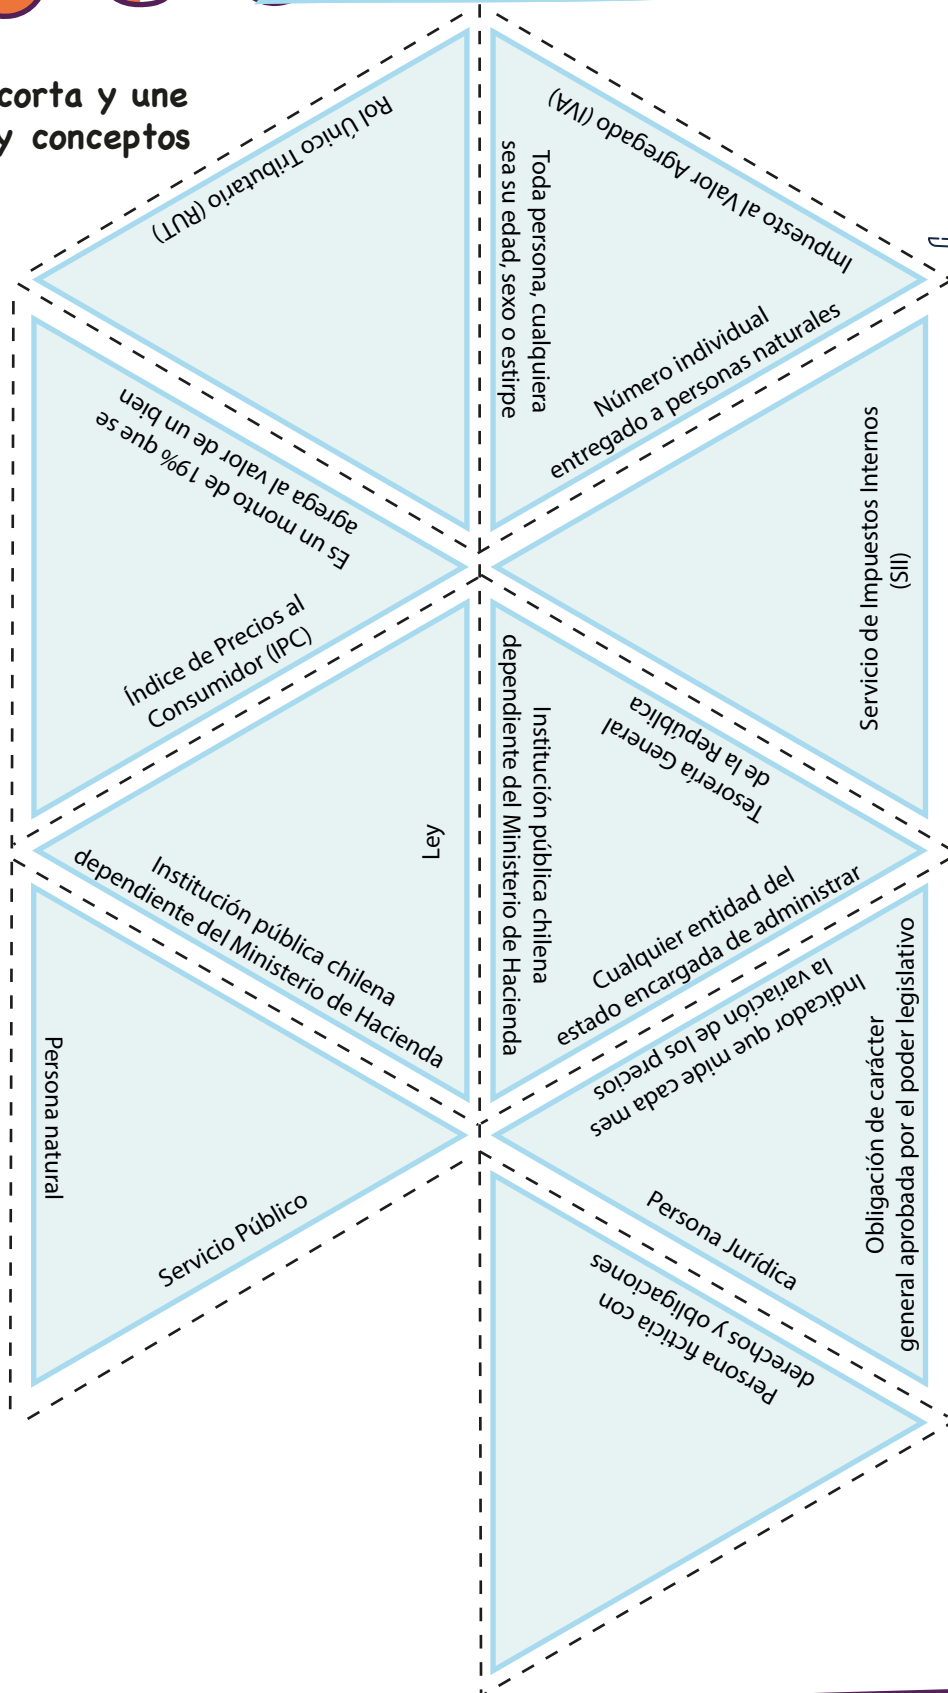 corta y une
y conceptos
Rol Único Tributario (RUT)
Impuesto al Valor Agregado (IVA)
Toda persona, cualquiera
sea su edad, sexo o estirpe
Número individual
entregado a personas naturales
Es un monto de 19% que se
agrega al valor de un bien
Índice de Precios al
Consumidor (IPC)
Servicio de Impuestos Internos
(SII)
Ley
Institución pública chilena
dependiente del Ministerio de Hacienda
Institución pública chilena
dependiente del Ministerio de Hacienda
Tesorería General
de la República
Cualquier entidad del
estado encargada de administrar
Persona natural
Servicio Público
Indicador que mide cada mes
la variación de los precios
Obligación de carácter
general aprobada por el poder legislativo
Persona Jurídica
Persona ficticia con
derechos y obligaciones